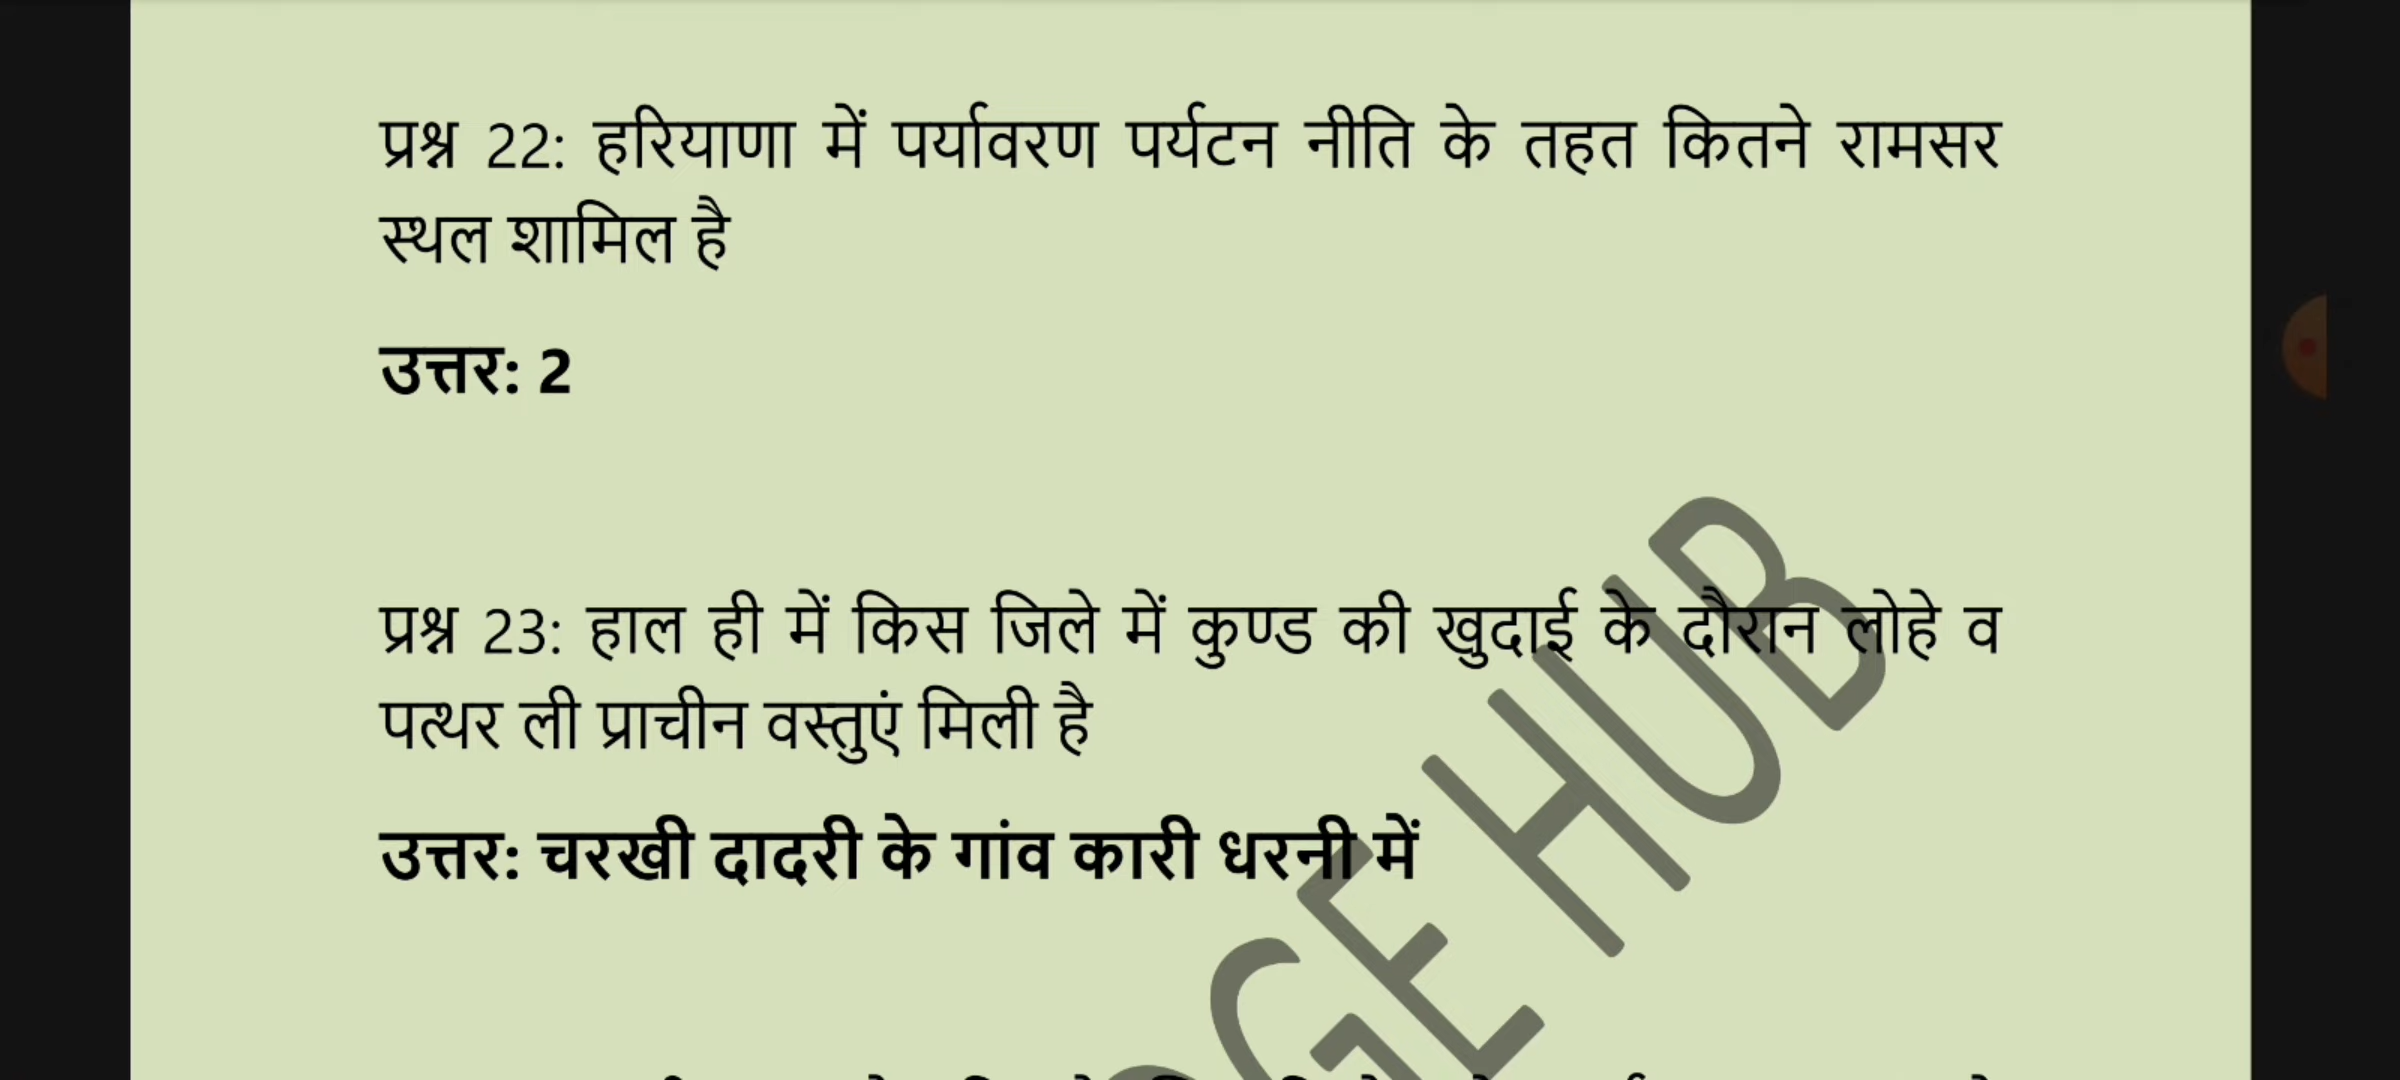 प्रश्न 22: हरियाणा में पर्यावरण पर्यटन नीति के तहत कितने रामसर
स्थल शामिल है
उत्तर: 2
प्रश्न 23: हाल ही में किस जिले में कुण्ड की खुदाई के दौरान लोहे व
पत्थर ली प्राचीन वस्तुएं मिली है
उत्तर: चरखी दादरी के गांव कारी धरनी में
HUB